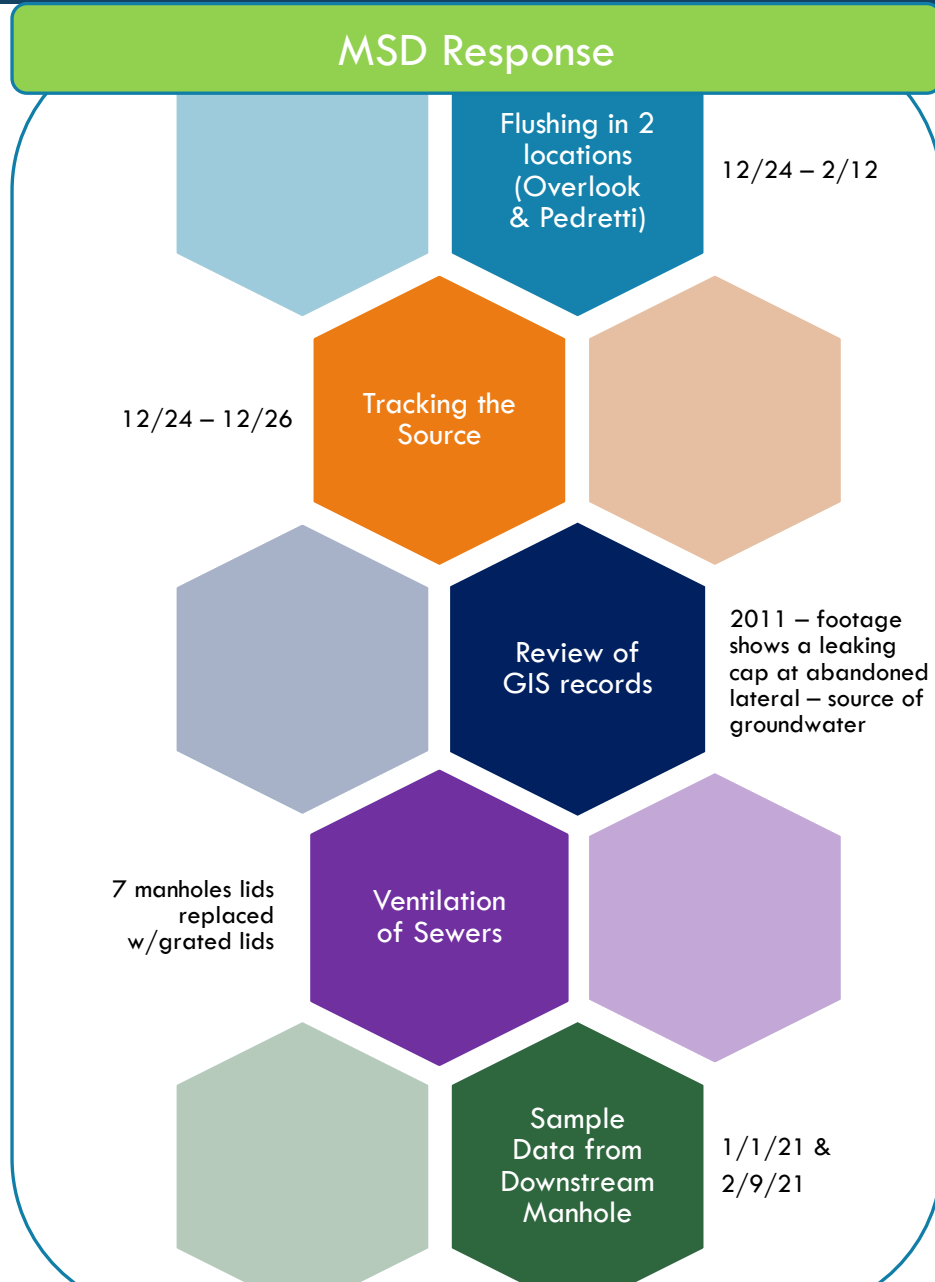 MSD Response
Flushing in 2
locations
(Overlook
& Pedretti)
12/24 – 2/12
12/24 – 12/26
Tracking the
Source
Review of
GIS records
2011 – footage
shows a leaking
cap at abandoned
lateral – source of
groundwater
7 manholes lids
replaced
w/grated lids
Ventilation
of Sewers
Sample
Data from
Downstream
Manhole
1/1/21 &
2/9/21